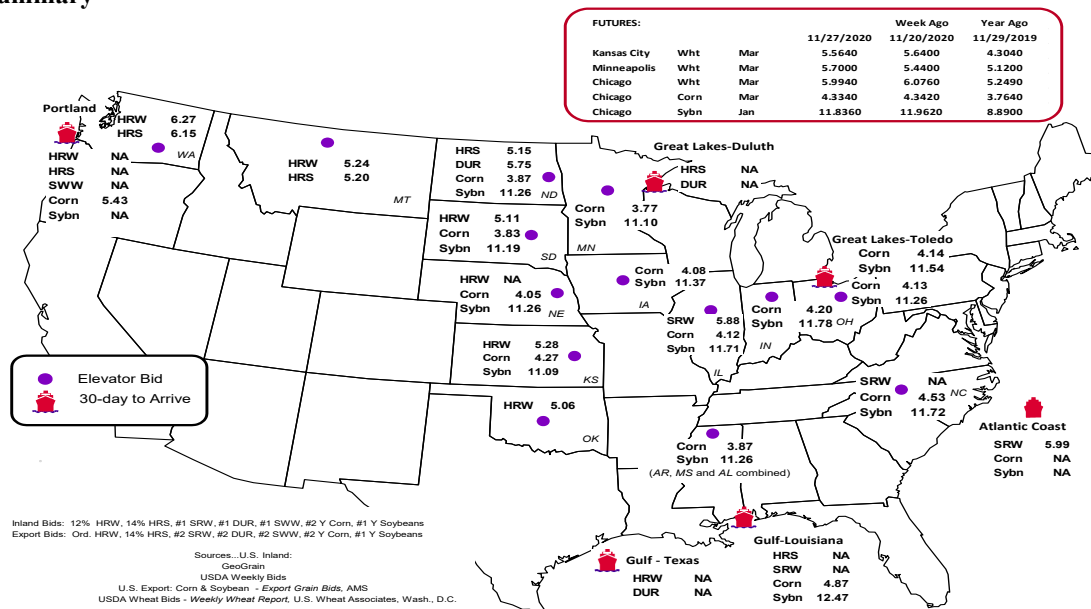 FUTURES:
Week Ago Year Ago
11/27/2020 11/20/2020 11/29/2019
Kansas City Wht Mar 5.5640 5.6400 4.3040
Minneapolis Wht Mar 5.7000 5.4400 5.1200
Chicago Wht Mar 5.9940 6.0760 5.2490
Chicago Corn Mar 4.3340 4.3420 3.7640
Chicago Sybn Jan 11.8360 11.9620 8.8900
Portland
HRW NA
HRS NA
SWW NA
Corn 5.43
Sybn NA
HRW 6.27
HRS 6.15
WA
HRW 5.24
HRS 5.20
MT
HRS 5.15
DUR 5.75
Corn 3.87
Sybn 11.26
ND
HRW 5.11
Corn 3.83
Sybn 11.19
SD
HRW NA
Corn 4.05
Sybn 11.26
NE
HRW 5.28
Corn 4.27
Sybn 11.09
KS
HRW 5.06
OK
Great Lakes-Duluth
HRS NA
DUR NA
Corn 3.77
Sybn 11.10
MN
Corn 4.08
Sybn 11.37
IA
SRW 5.88
Corn 4.12
Sybn 11.71
IL
Great Lakes-Toledo
Corn 4.14
Sybn 11.54
Corn 4.13
Sybn 11.26
OH
Corn 4.20
Sybn 11.78
IN
SRW NA
Corn 4.53
Sybn 11.72
NC
Atlantic Coast
SRW 5.99
Corn NA
Sybn NA
Corn 3.87
Sybn 11.26
(AR, MS and AL combined)
Gulf-Louisiana
HRS NA
SRW NA
Corn 4.87
Sybn 12.47
Gulf - Texas
HRW NA
DUR NA
Elevator Bid
30-day to Arrive
Inland Bids: 12% HRW, 14% HRS, #1 SRW, #1 DUR, #1 SWW, #2 Y Corn, #1 Y Soybeans
Export Bids: Ord. HRW, 14% HRS, #2 SRW, #2 DUR, #2 SWW, #2 Y Corn, #1 Y Soybeans
Sources...U.S. Inland:
GeoGrain
USDA Weekly Bids
U.S. Export: Corn & Soybean - Export Grain Bids, AMS
USDA Wheat Bids - Weekly Wheat Report, U.S. Wheat Associates, Wash., D.C.